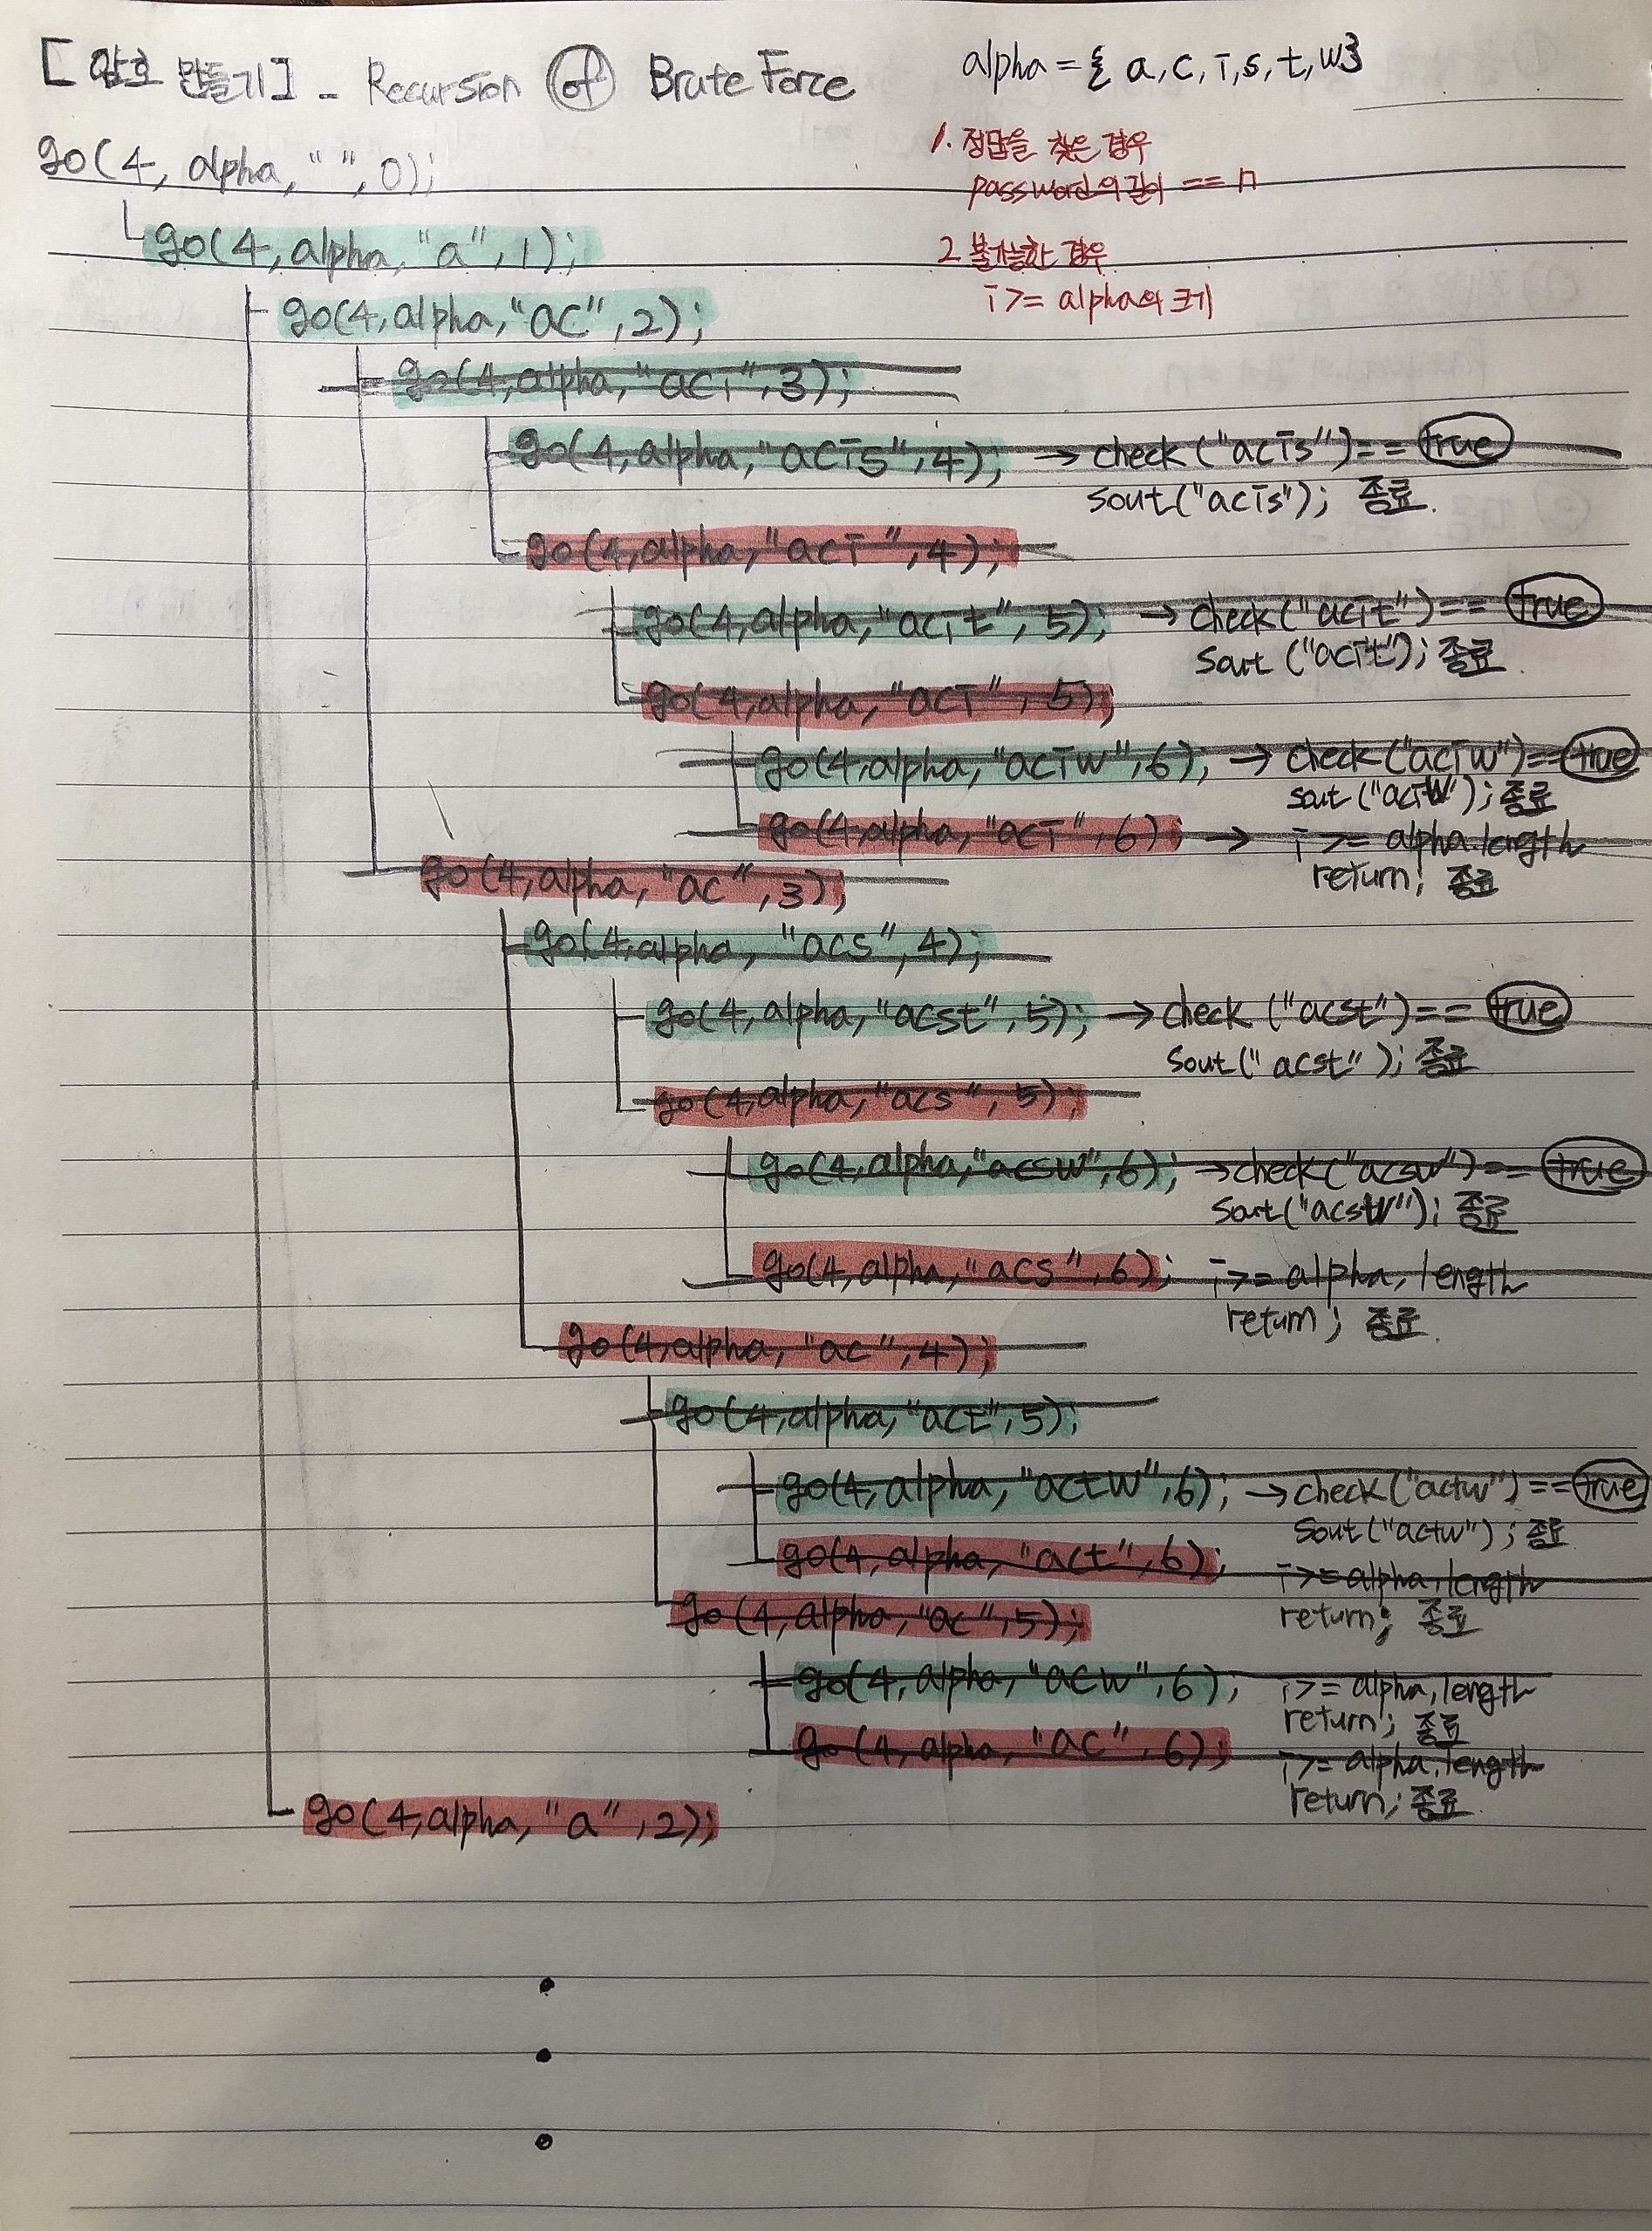 [암호 만들기] - Recursion of Brute Force
alpha = { a, c, i, s, t, w}
go(4, alpha, " ", 0);
1. 정답을 찾은 경우
password의 길이 == n
go(4, alpha, "a", 1);
2 불가능한 경우
i >= alpha의 크기
go(4, alpha, "ac", 2);
go(4, alpha, "aci", 3);
go(4, alpha, "acis", 4); → check ("acis") == true
sout("acis"); 종료.
go(4, alpha, "aci ", 4);
go(4, alpha, "acit", 5); → check("acit") == true
sout ("acit"); 종료.
go(4, alpha, "aci", 5);
go(4, alpha, "aciw", 6); → check("aciw") == true
sout ("aciw"); 종료
go(4, alpha, "aci", 6) → i >= alpha.length
return; 종료
go(4, alpha, "ac", 3);
go(4, alpha, "acs", 4);
go(4, alpha, "acst", 5); → check ("acst") == true
sout("acst" ); 종료
go(4, alpha, "acs", 5);
go(4, alpha, "acsw", 6); → check("acsw") == true
sout("acstw"); 종료
go(4, alpha, "acs", 6); i >= alpha.length
return; 종료.
go(4, alpha, "ac", 4);
go(4, alpha, "act", 5);
go(4, alpha, "actw", 6); → check("actw") == true
sout("actw"); 종료
go(4, alpha, "act", 6); i >= alpha.length
return; 종료
go(4, alpha, "ac", 5);
go(4, alpha, "acw", 6); i >= alpha.length
return; 종료
go(4, alpha, "ac", 6); i >= alpha.length
return; 종료.
go(4, alpha, "a", 2);